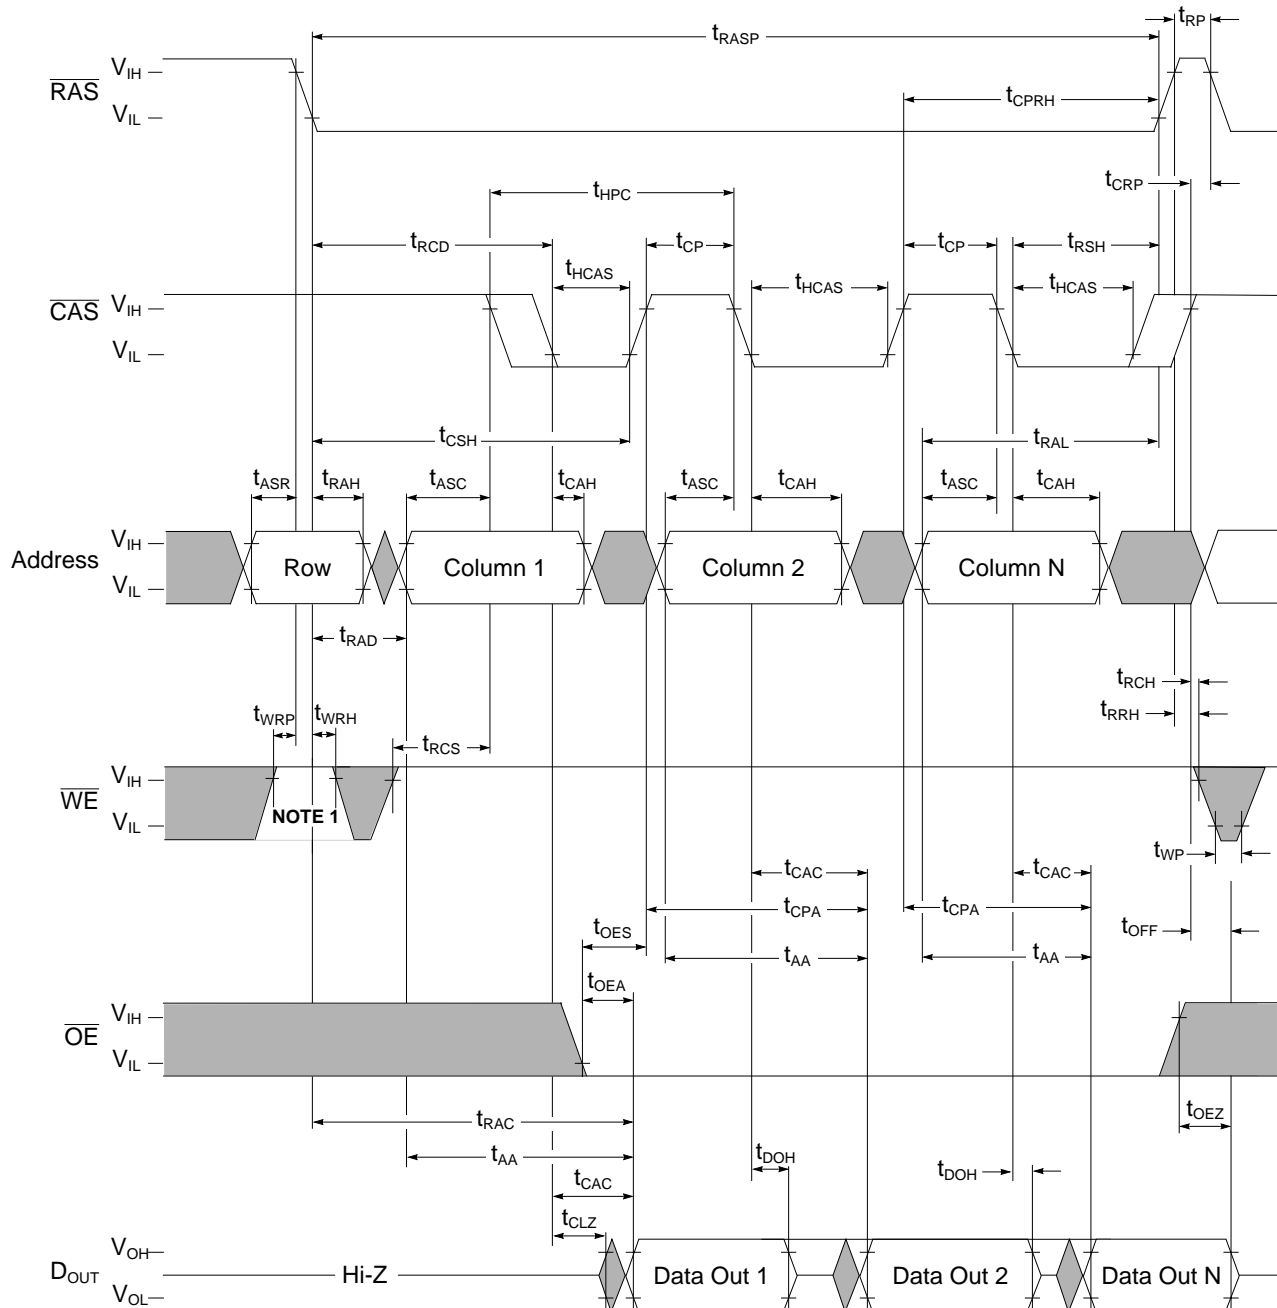 tRP
tRASP
VIH
RAS
VIL
tCPRH
tCRP
tHPC
tRCD
tCP
tCP
tRSH
tHCAS
tHCAS
tHCAS
VIH
CAS
VIL
tCSH
tRAL
tASR
tRAH
tASC
tCAH
tASC
tCAH
tASC
tCAH
VIH
Address
Row
Column 1
Column 2
Column N
VIL
tRAD
tRCH
tRRH
tWRP
tWRH
tRCS
VIH
WE
NOTE 1
VIL
tWP
tCAC
tCAC
tCPA
tCPA
tOES
tOFF
tAA
tAA
tOEA
VIH
OE
VIL
tRAC
tOEZ
tAA
tDOH
tDOH
tCAC
tCLZ
VOH
DOUT
Hi-Z
Data Out 1
Data Out 2
Data Out N
VOL